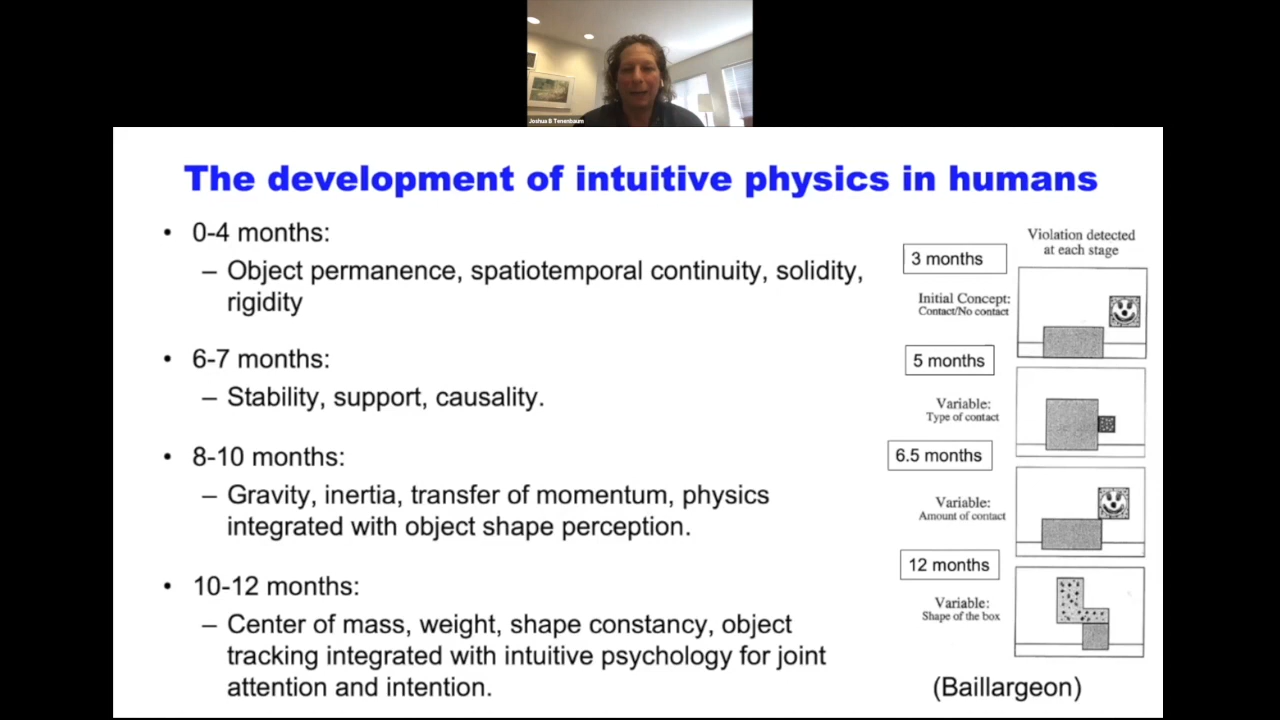 Joshua B Tenenbaum
The development of intuitive physics in humans
• 0-4 months:
– Object permanence, spatiotemporal continuity, solidity,
rigidity
• 6-7 months:
– Stability, support, causality.
• 8-10 months:
– Gravity, inertia, transfer of momentum, physics
integrated with object shape perception.
• 10-12 months:
– Center of mass, weight, shape constancy, object
tracking integrated with intuitive psychology for joint
attention and intention.
Violation detected
at each stage
3 months
Initial Concept:
Contact/No contact
5 months
Variable:
Type of contact
6.5 months
Variable:
Amount of contact
12 months
Variable:
Shape of the box
(Baillargeon)